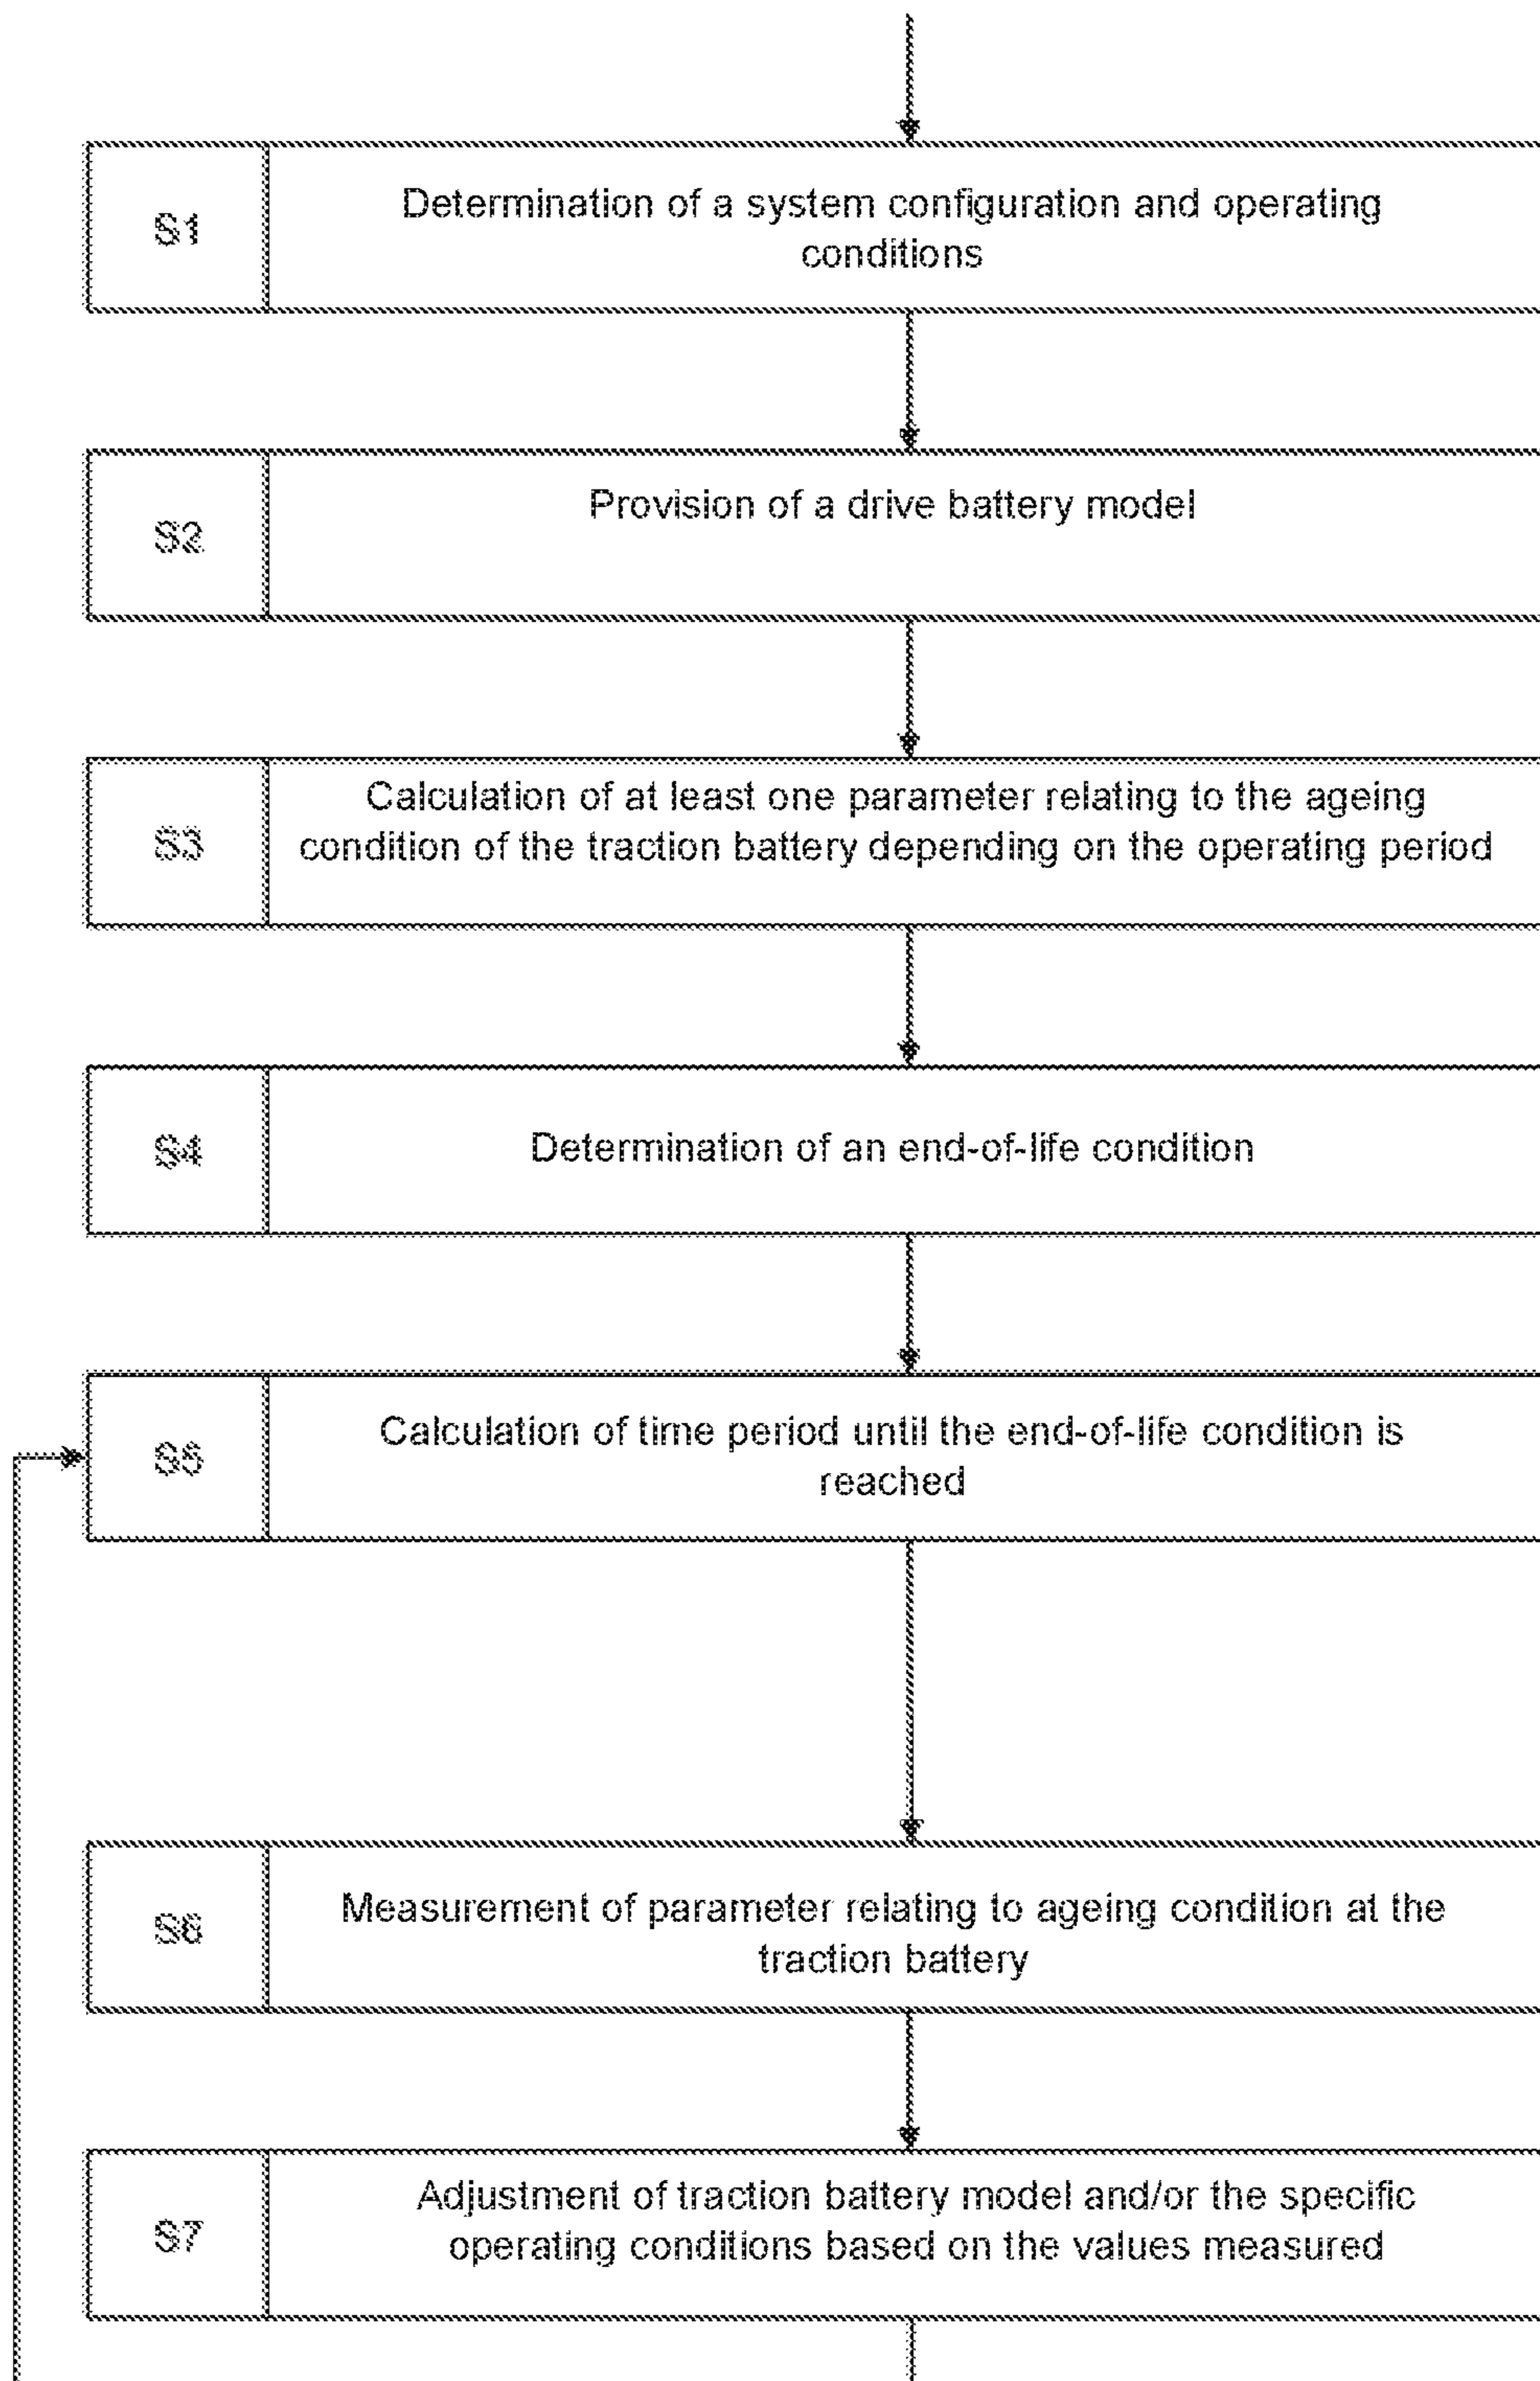 S1
Determination of a system configuration and operating
conditions
S2
Provision of a drive battery model
S3
Calculation of at least one parameter relating to the ageing
condition of the traction battery depending on the operating period
S4
Determination of an end-of-life condition
S5
Calculation of time period until the end-of-life condition is
reached
S6
Measurement of parameter relating to ageing condition at the
traction battery
S7
Adjustment of traction battery model and/or the specific
operating conditions based on the values measured